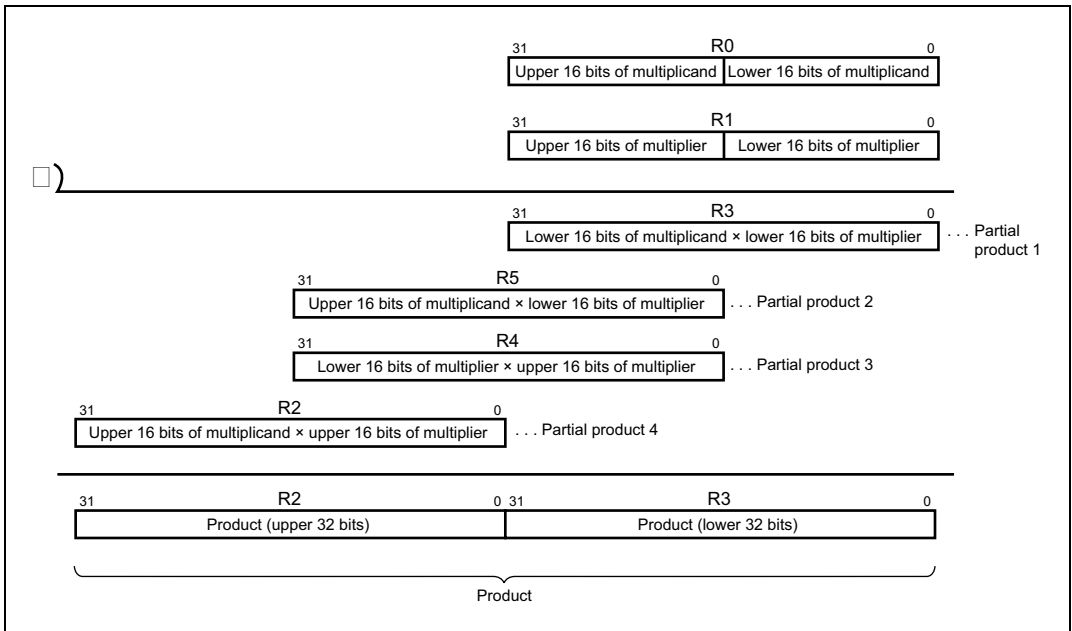 31 R0 0
Upper 16 bits of multiplicand Lower 16 bits of multiplicand
31 R1 0
Upper 16 bits of multiplier Lower 16 bits of multiplier
31 R3 0
Lower 16 bits of multiplicand × lower 16 bits of multiplier . . . Partial
product 1
31 R5 0
Upper 16 bits of multiplicand × lower 16 bits of multiplier . . . Partial product 2
31 R4 0
Lower 16 bits of multiplier × upper 16 bits of multiplier . . . Partial product 3
31 R2 0
Upper 16 bits of multiplicand × upper 16 bits of multiplier . . . Partial product 4
31 R2 0 31 R3 0
Product (upper 32 bits) Product (lower 32 bits)
Product